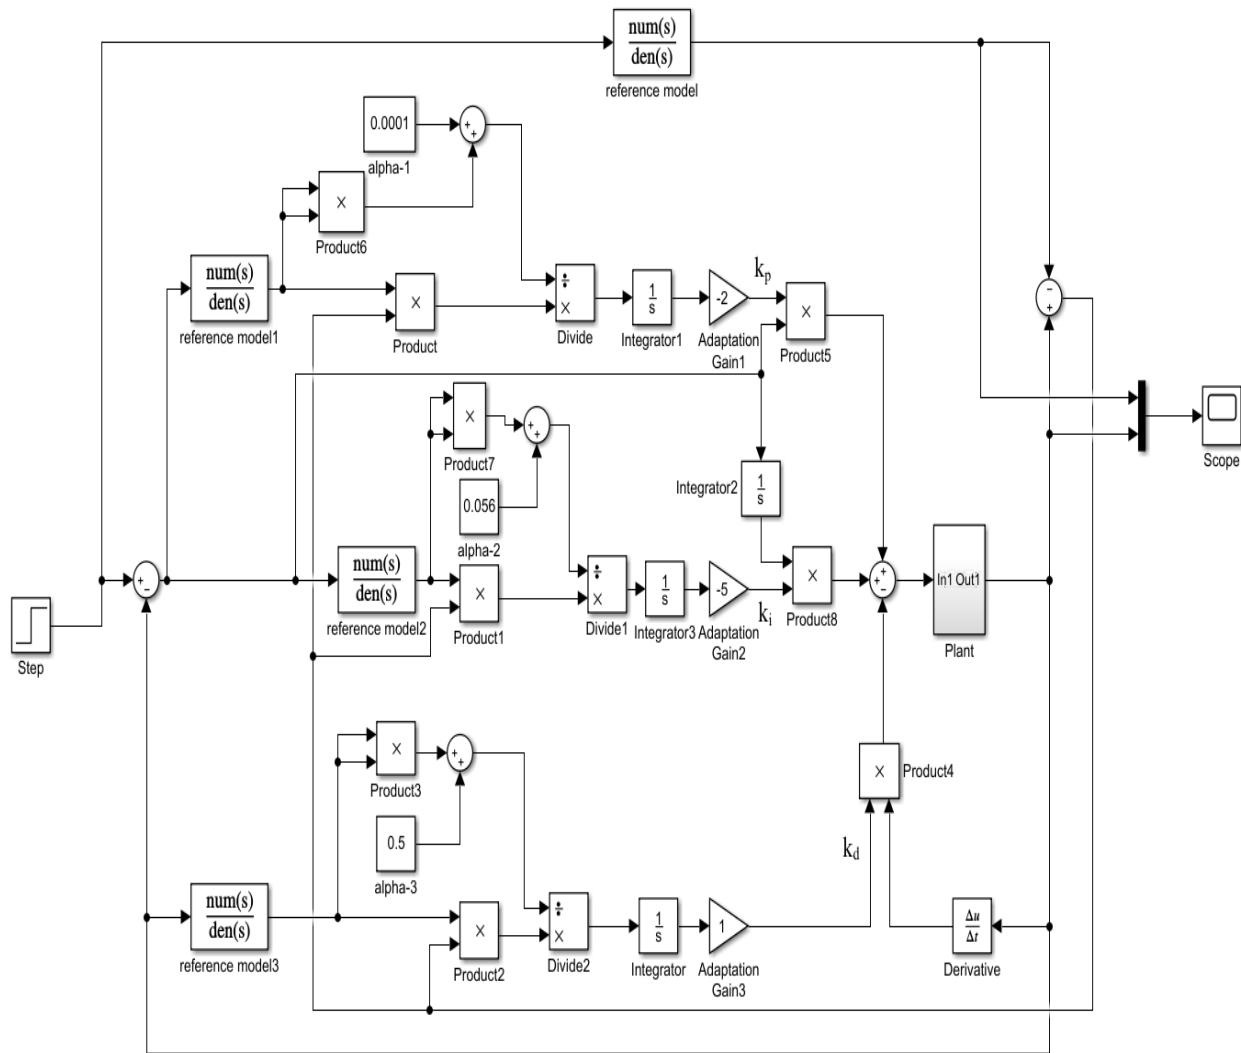 num(s)
den(s)
reference model
0.0001
alpha-1
+
+
×
Product6
num(s)
den(s)
reference model1
×
Product
÷
×
Divide
1
s
Integrator1
-2
Adaptation
Gain1
kp
×
Product5
−
+
×
Product7
+
+
0.056
alpha-2
1
s
Integrator2
Scope
+
−
num(s)
den(s)
reference model2
×
Product1
÷
×
Divide1
1
s
Integrator3
-5
Adaptation
Gain2
ki
×
Product8
+
+
−
In1 Out1
Plant
Step
×
Product3
+
+
0.5
alpha-3
×
Product4
kd
num(s)
den(s)
reference model3
×
Product2
÷
×
Divide2
1
s
Integrator
1
Adaptation
Gain3
Δu
Δt
Derivative